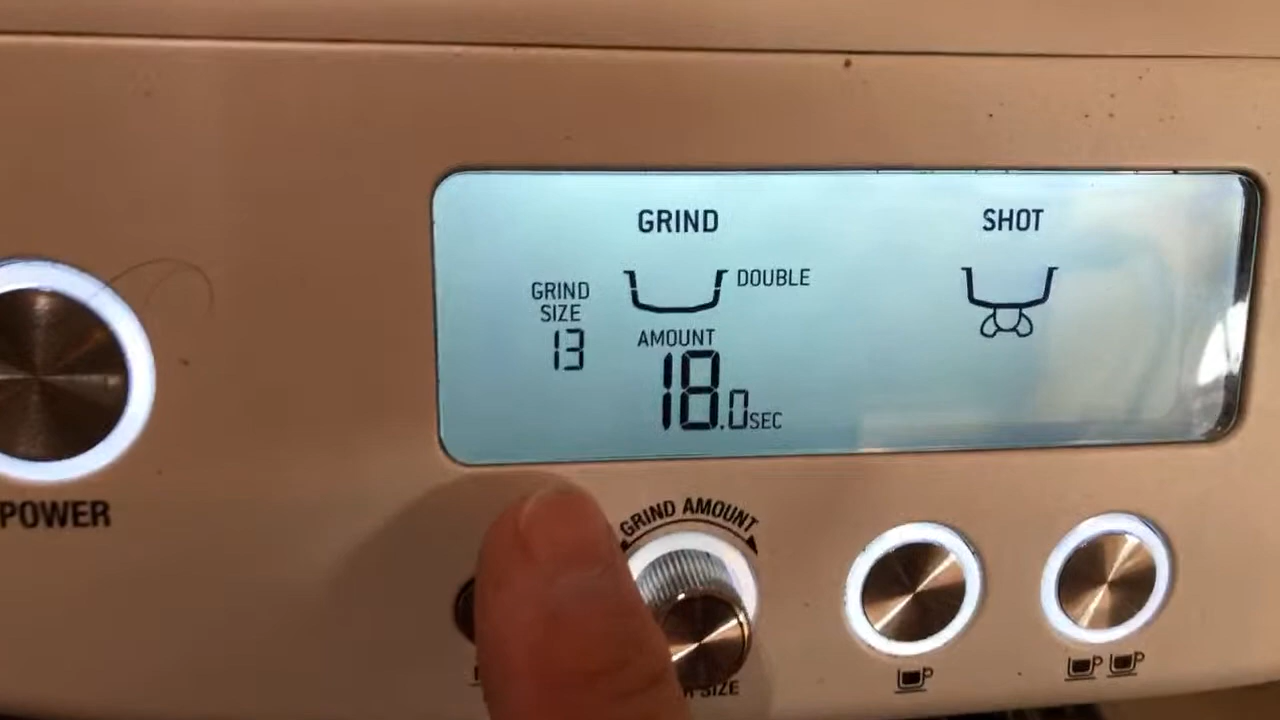 GRIND
SHOT
DOUBLE
GRIND
SIZE
13
AMOUNT
18.0SEC
POWER
GRIND AMOUNT
SIZE